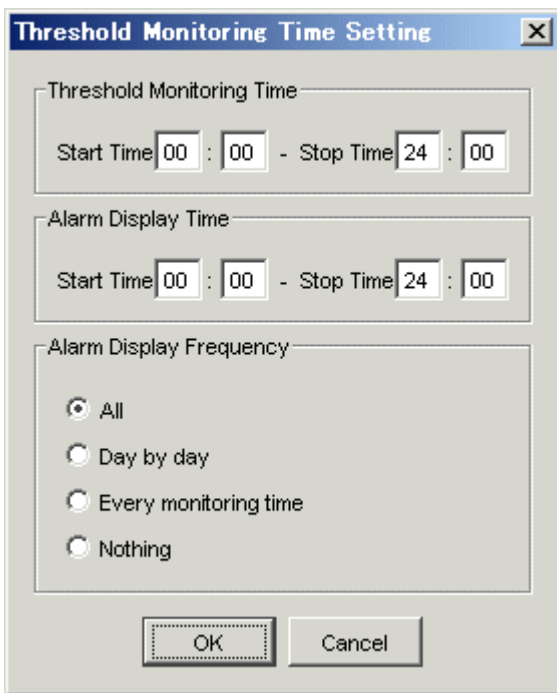 Threshold Monitoring Time Setting
Threshold Monitoring Time
Start Time 00 : 00 - Stop Time 24 : 00
Alarm Display Time
Start Time 00 : 00 - Stop Time 24 : 00
Alarm Display Frequency
All
Day by day
Every monitoring time
Nothing
OK Cancel